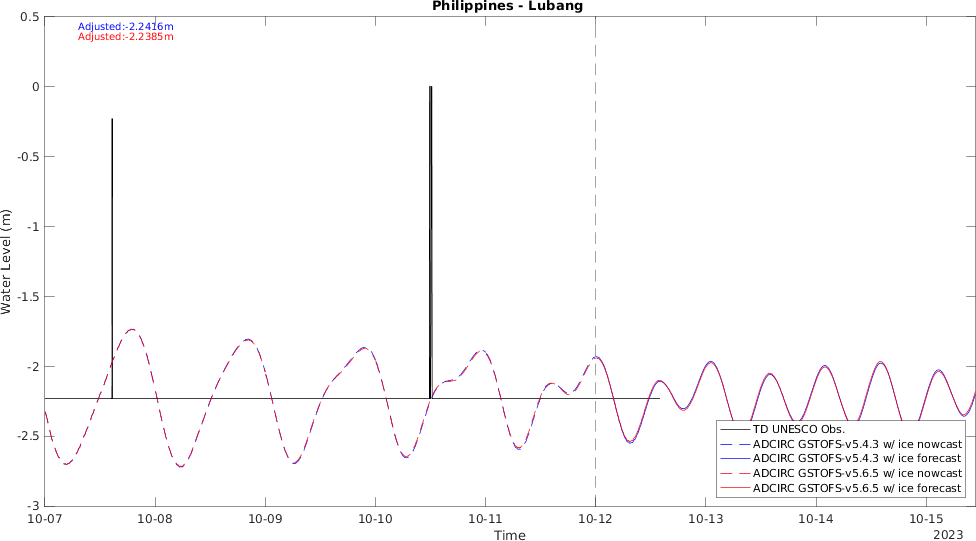 Philippines - Lubang
Adjusted:-2.2416m
Adjusted:-2.2385m
0.5
0
-0.5
-1
-1.5
-2
-2.5
-3
Water Level (m)
TD UNESCO Obs.
ADCIRC GSTOFS-v5.4.3 w/ ice nowcast
ADCIRC GSTOFS-v5.4.3 w/ ice forecast
ADCIRC GSTOFS-v5.6.5 w/ ice nowcast
ADCIRC GSTOFS-v5.6.5 w/ ice forecast
10-07 10-08 10-09 10-10 10-11 10-12 10-13 10-14 10-15
Time
2023